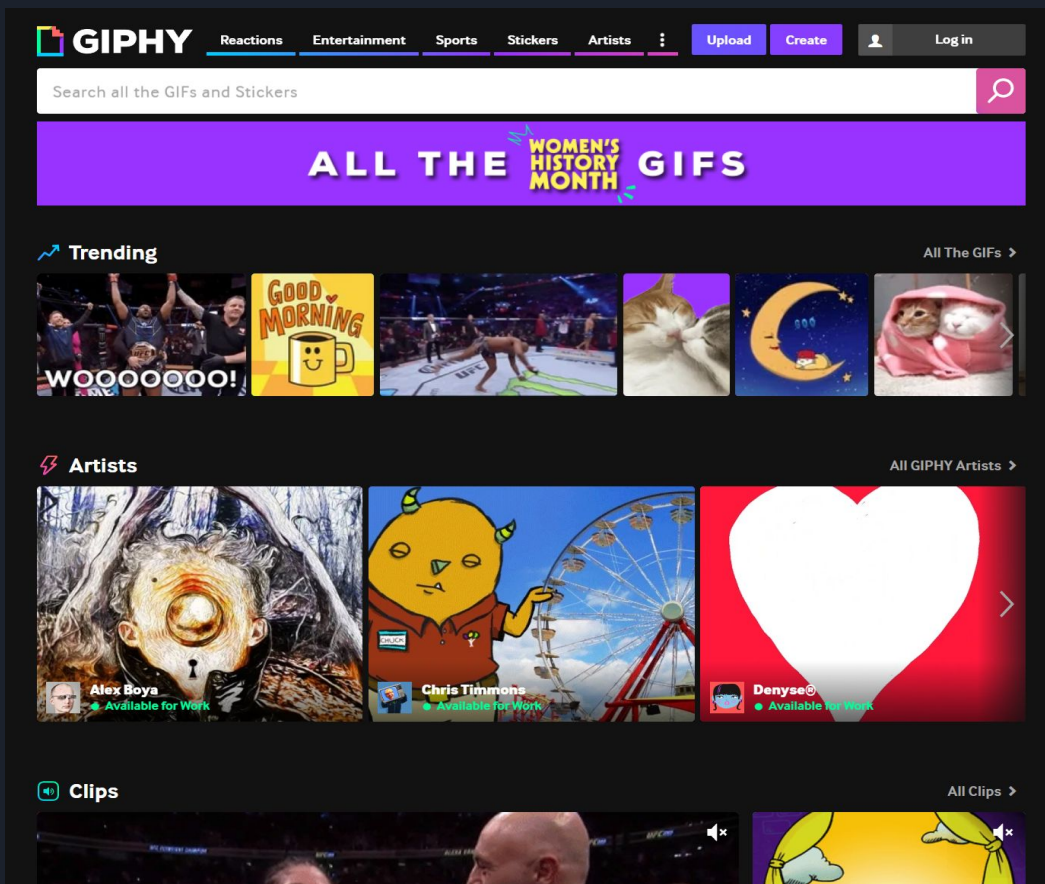 GIPHY
Reactions
Entertainment
Sports
Stickers
Artists
Upload
Create
Log in
Search all the GIFs and Stickers
ALL THE WOMEN'S HISTORY MONTH GIFS
Trending
All The GIFs
GOOD MORNING
WOOOOOOO!
UFC
Artists
All GIPHY Artists
CHUCK
Alex Boya
Available for Work
Chris Timmons
Available for Work
Denyse®
Available for Work
Clips
All Clips